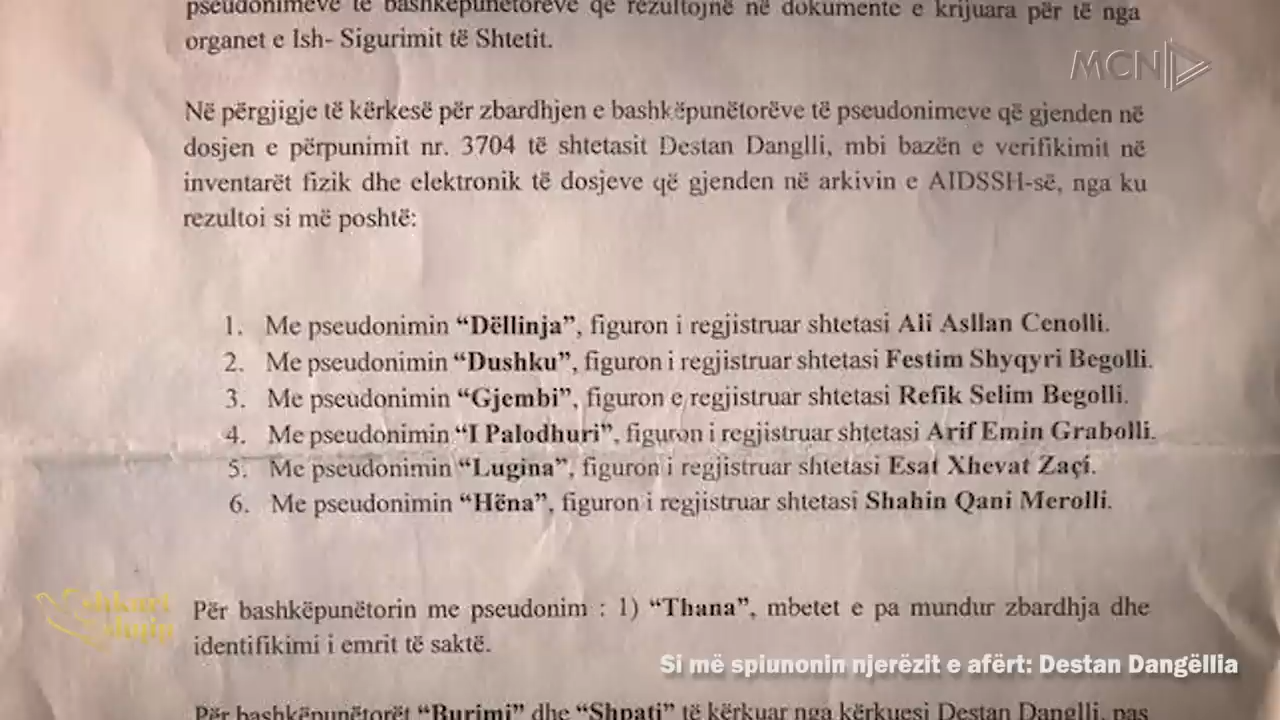 pseudonimeve të bashkëpunëtorëve që rezultojnë në dokumente e krijuara për të nga
organet e Ish- Sigurimit të Shtetit.
MCN
Në përgjigje të kërkesë për zbardhjen e bashkëpunëtorëve të pseudonimeve që gjenden në
dosjen e përpunimit nr. 3704 të shtetasit Destan Danglli, mbi bazën e verifikimit në
inventarët fizik dhe elektronik të dosjeve që gjenden në arkivin e AIDSSH-së, nga ku
rezultoi si më poshtë:
1. Me pseudonimin “Dëllinja”, figuron i regjistruar shtetasi Ali Asllan Cenolli.
2. Me pseudonimin “Dushku”, figuron i regjistruar shtetasi Festim Shyqyri Begolli.
3. Me pseudonimin “Gjembi”, figuron e regjistruar shtetasi Refik Selim Begolli.
4. Me pseudonimin “I Palodhuri”, figuron i regjistruar shtetasi Arif Emin Grabolli.
5. Me pseudonimin “Lugina”, figuron i regjistruar shtetasi Esat Xhevat Zaçí.
6. Me pseudonimin “Hëna”, figuron i regjistruar shtetasi Shahin Qani Merolli.
Shkurt
shqip
Për bashkëpunëtorin me pseudonim : 1) “Thana”, mbetet e pa mundur zbardhja dhe
identifikimi i emrit të saktë.
Si më spiunonin njerëzit e afërt: Destan Dangëllia
Për bashkëpunëtorët “Burimi” dhe “Shpati” të kërkuar nga kërkuesi Destan Danglli, pas